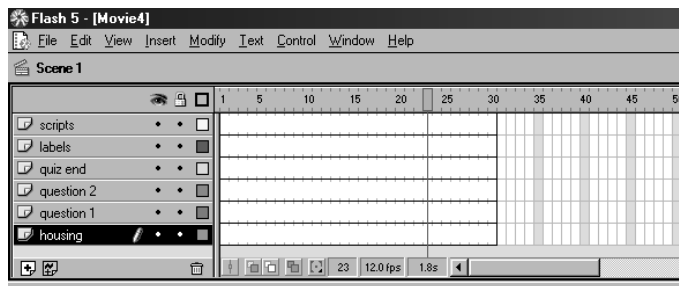 Flash 5 - [Movie4]
File Edit View Insert Modify Text Control Window Help
Scene 1
1 5 10 15 20 25 30 35 40 45 5
scripts
labels
quiz end
question 2
question 1
housing
23 12.0 fps 1.8s